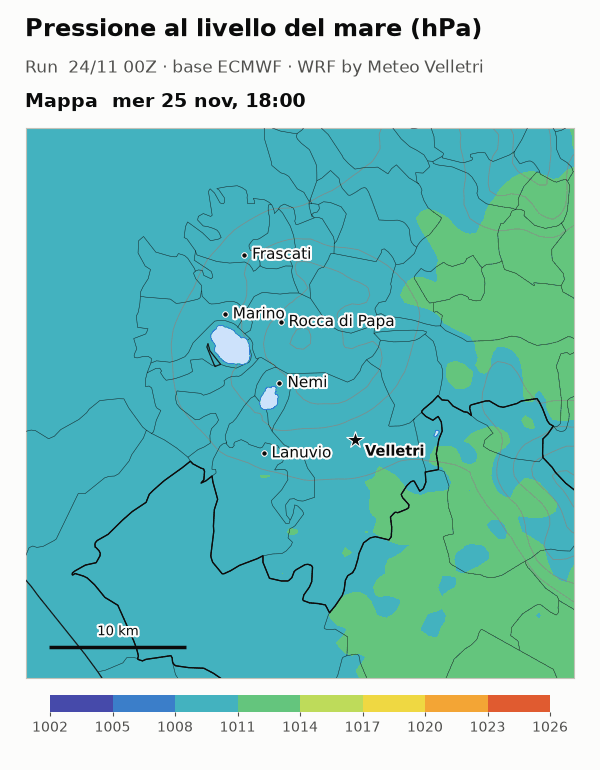 Pressione al livello del mare (hPa)
Run 24/11 00Z · base ECMWF · WRF by Meteo Velletri
Mappa mer 25 nov, 18:00
Frascati
Marino
Rocca di Papa
Nemi
Velletri
Lanuvio
10 km
1002 1005 1008 1011 1014 1017 1020 1023 1026